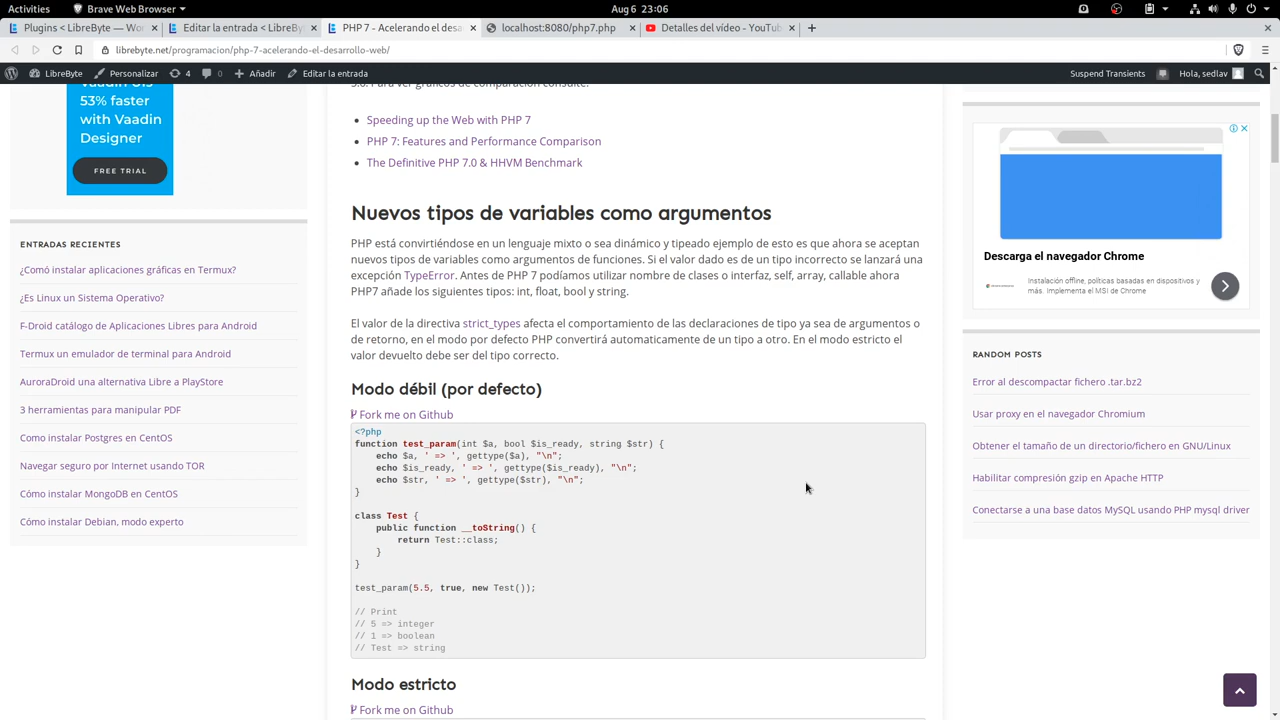 Activities
Brave Web Browser
Aug 6 23:06
Plugins < LibreByte — Wo
Editar la entrada < LibreB
PHP 7 - Acelerando el desa
localhost:8080/php7.php
Detalles del vídeo - YouTub
librebyte.net/programacion/php-7-acelerando-el-desarrollo-web/
LibreByte
Personalizar
4
0
Añadir
Editar la entrada
Suspend Transients
Hola, sedlav
53% faster
with Vaadin
Designer
FREE TRIAL
ENTRADAS RECIENTES
¿Comó instalar aplicaciones gráficas en Termux?
¿Es Linux un Sistema Operativo?
F-Droid catálogo de Aplicaciones Libres para Android
Termux un emulador de terminal para Android
AuroraDroid una alternativa Libre a PlayStore
3 herramientas para manipular PDF
Como instalar Postgres en CentOS
Navegar seguro por Internet usando TOR
Cómo instalar MongoDB en CentOS
Cómo instalar Debian, modo experto
Speeding up the Web with PHP 7
PHP 7: Features and Performance Comparison
The Definitive PHP 7.0 & HHVM Benchmark
Nuevos tipos de variables como argumentos
PHP está convirtiéndose en un lenguaje mixto o sea dinámico y tipeado ejemplo de esto es que ahora se aceptan
nuevos tipos de variables como argumentos de funciones. Si el valor dado es de un tipo incorrecto se lanzará una
excepción TypeError. Antes de PHP 7 podíamos utilizar nombre de clases o interfaz, self, array, callable ahora
PHP7 añade los siguientes tipos: int, float, bool y string.
El valor de la directiva strict_types afecta el comportamiento de las declaraciones de tipo ya sea de argumentos o
de retorno, en el modo por defecto PHP convertirá automaticamente de un tipo a otro. En el modo estricto el
valor devuelto debe ser del tipo correcto.
Modo débil (por defecto)
Fork me on Github
<?php
function test_param(int $a, bool $is_ready, string $str) {
    echo $a, ' => ', gettype($a), "\n";
    echo $is_ready, ' => ', gettype($is_ready), "\n";
    echo $str, ' => ', gettype($str), "\n";
}
class Test {
    public function __toString() {
        return Test::class;
    }
}
test_param(5.5, true, new Test());
// Print
// 5 => integer
// 1 => boolean
// Test => string
Modo estricto
Fork me on Github
Descarga el navegador Chrome
Instalación offline, políticas basadas en dispositivos y
más. Implementa el MSI de Chrome
RANDOM POSTS
Error al descompactar fichero .tar.bz2
Usar proxy en el navegador Chromium
Obtener el tamaño de un directorio/fichero en GNU/Linux
Habilitar compresión gzip en Apache HTTP
Conectarse a una base datos MySQL usando PHP mysql driver